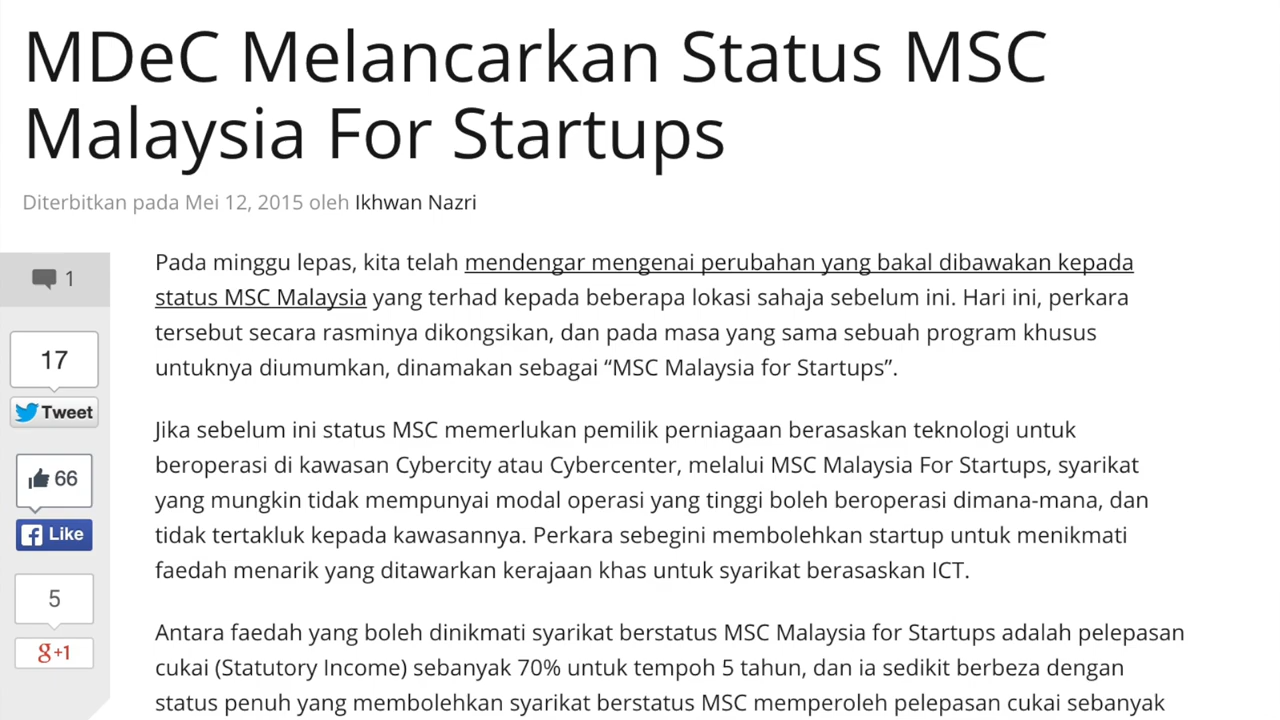 MDeC Melancarkan Status MSC
Malaysia For Startups
Diterbitkan pada Mei 12, 2015 oleh Ikhwan Nazri
1
17
Tweet
66
Like
5
g+1
Pada minggu lepas, kita telah mendengar mengenai perubahan yang bakal dibawakan kepada
status MSC Malaysia yang terhad kepada beberapa lokasi sahaja sebelum ini. Hari ini, perkara
tersebut secara rasminya dikongsikan, dan pada masa yang sama sebuah program khusus
untuknya diumumkan, dinamakan sebagai “MSC Malaysia for Startups”.
Jika sebelum ini status MSC memerlukan pemilik perniagaan berasaskan teknologi untuk
beroperasi di kawasan Cybercity atau Cybercenter, melalui MSC Malaysia For Startups, syarikat
yang mungkin tidak mempunyai modal operasi yang tinggi boleh beroperasi dimana-mana, dan
tidak tertakluk kepada kawasannya. Perkara sebegini membolehkan startup untuk menikmati
faedah menarik yang ditawarkan kerajaan khas untuk syarikat berasaskan ICT.
Antara faedah yang boleh dinikmati syarikat berstatus MSC Malaysia for Startups adalah pelepasan
cukai (Statutory Income) sebanyak 70% untuk tempoh 5 tahun, dan ia sedikit berbeza dengan
status penuh yang membolehkan syarikat berstatus MSC memperoleh pelepasan cukai sebanyak